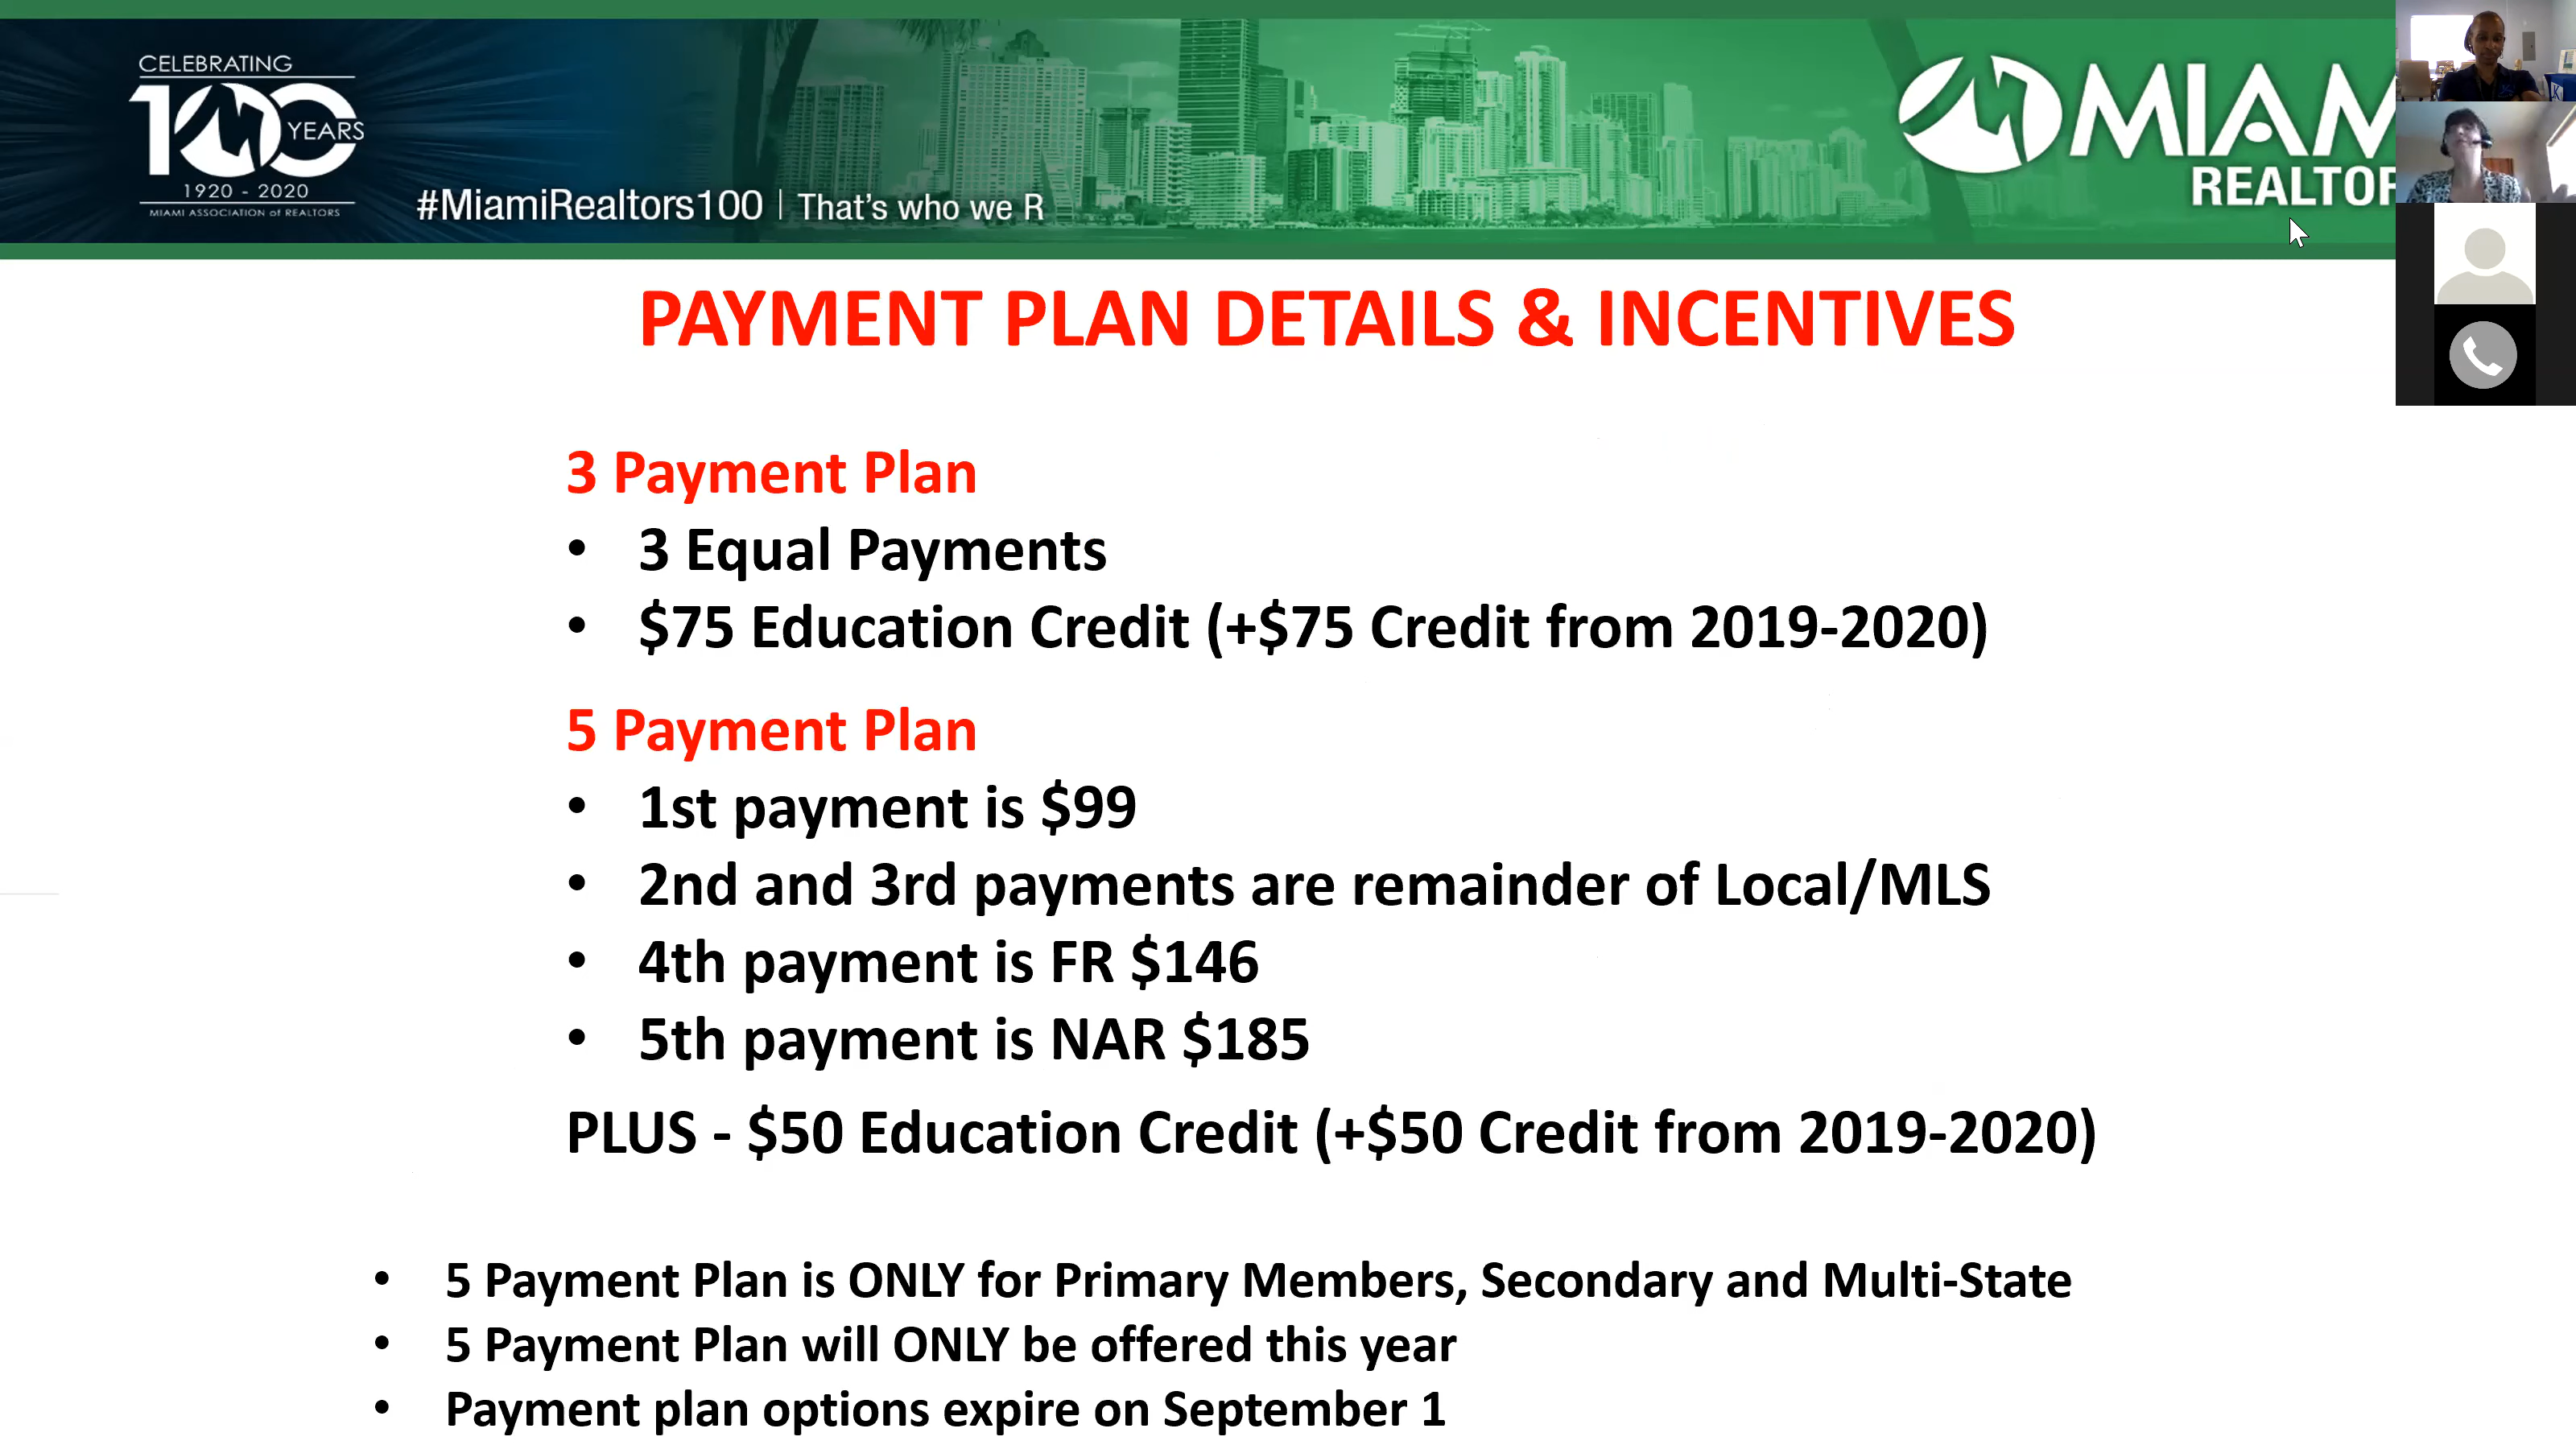 CELEBRATING
100 YEARS
1920 - 2020
MIAMI ASSOCIATION of REALTORS
#MiamiRealtors100 | That's who we R
MIAM
REALTOR
PAYMENT PLAN DETAILS & INCENTIVES
3 Payment Plan
• 3 Equal Payments
• $75 Education Credit (+$75 Credit from 2019-2020)
5 Payment Plan
• 1st payment is $99
• 2nd and 3rd payments are remainder of Local/MLS
• 4th payment is FR $146
• 5th payment is NAR $185
PLUS - $50 Education Credit (+$50 Credit from 2019-2020)
• 5 Payment Plan is ONLY for Primary Members, Secondary and Multi-State
• 5 Payment Plan will ONLY be offered this year
• Payment plan options expire on September 1